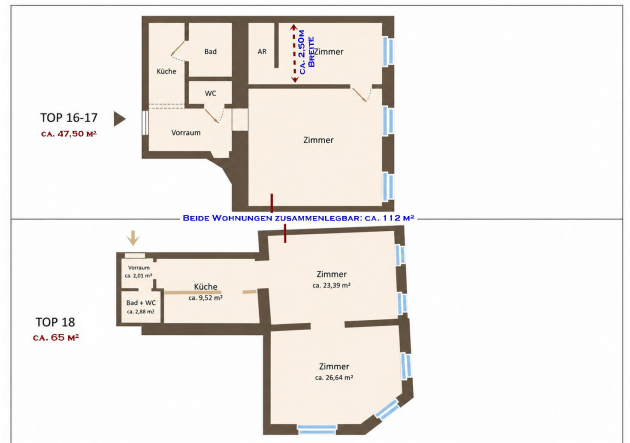 TOP 16-17
CA. 47,50 M²
Küche
Bad
WC
Vorraum
AR
CA. 2,50M
BREITE
Zimmer
Zimmer
BEIDE WOHNUNGEN ZUSAMMENLEGBAR: CA. 112 M²
TOP 18
CA. 65 M²
Vorraum
ca. 2,01 m²
Bad + WC
ca. 2,88 m²
Küche
ca. 9,52 m²
Zimmer
ca. 23,39 m²
Zimmer
ca. 26,64 m²